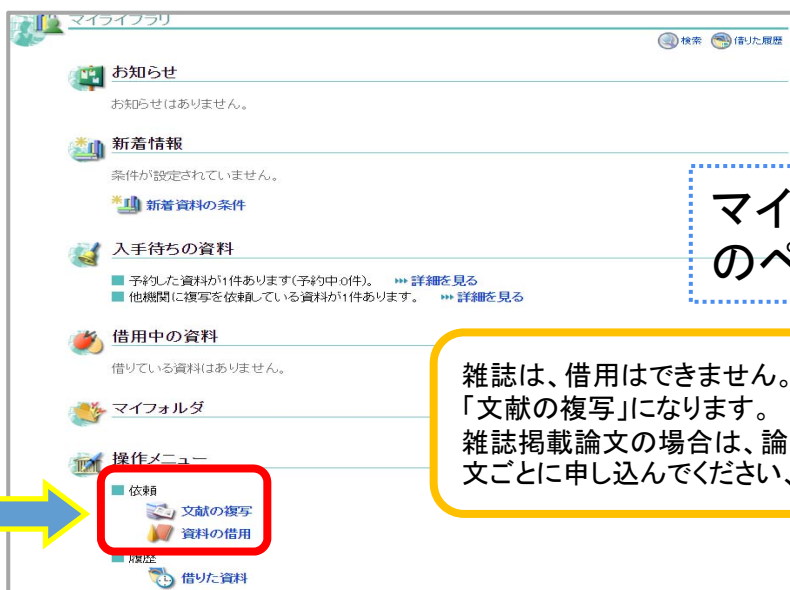 マイライブラリ
検索 借りた履歴
お知らせ
お知らせはありません。
新着情報
条件が設定されていません。
新着資料の条件
マイ
のペ
入手待ちの資料
予約した資料が1件あります(予約中:0件)。 詳細を見る
他機関に複写を依頼している資料が1件あります。 詳細を見る
借用中の資料
借りている資料はありません。
雑誌は、借用はできません。
「文献の複写」になります。
雑誌掲載論文の場合は、論
文ごとに申し込んでください、
マイフォルダ
操作メニュー
依頼
文献の複写
資料の借用
履歴
借りた資料